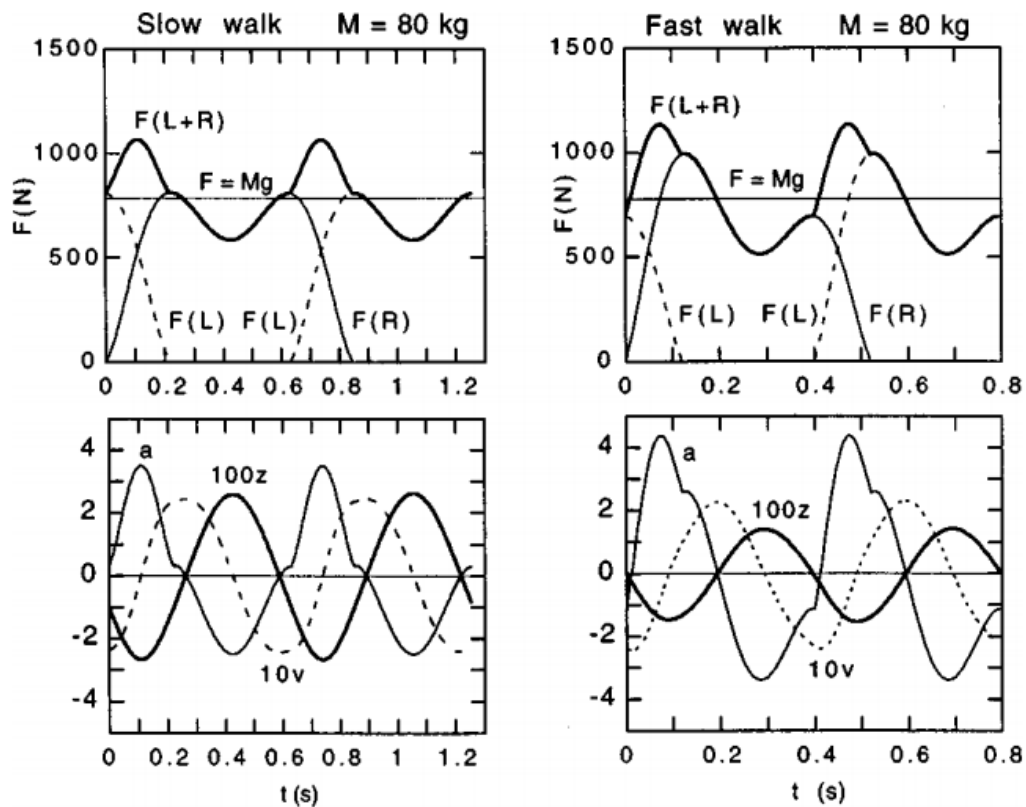 Slow walk M = 80 kg
1500
1000
500
0
F(N)
F(L+R)
F = Mg
F(L) F(L) F(R)
0 0.2 0.4 0.6 0.8 1 1.2
Fast walk M = 80 kg
1500
1000
500
0
F(N)
F(L+R)
F = Mg
F(L) F(L) F(R)
0 0.2 0.4 0.6 0.8
4
2
0
-2
-4
a
100z
10v
0 0.2 0.4 0.6 0.8 1 1.2
t(s)
4
2
0
-2
-4
a
100z
10v
0 0.2 0.4 0.6 0.8
t (s)